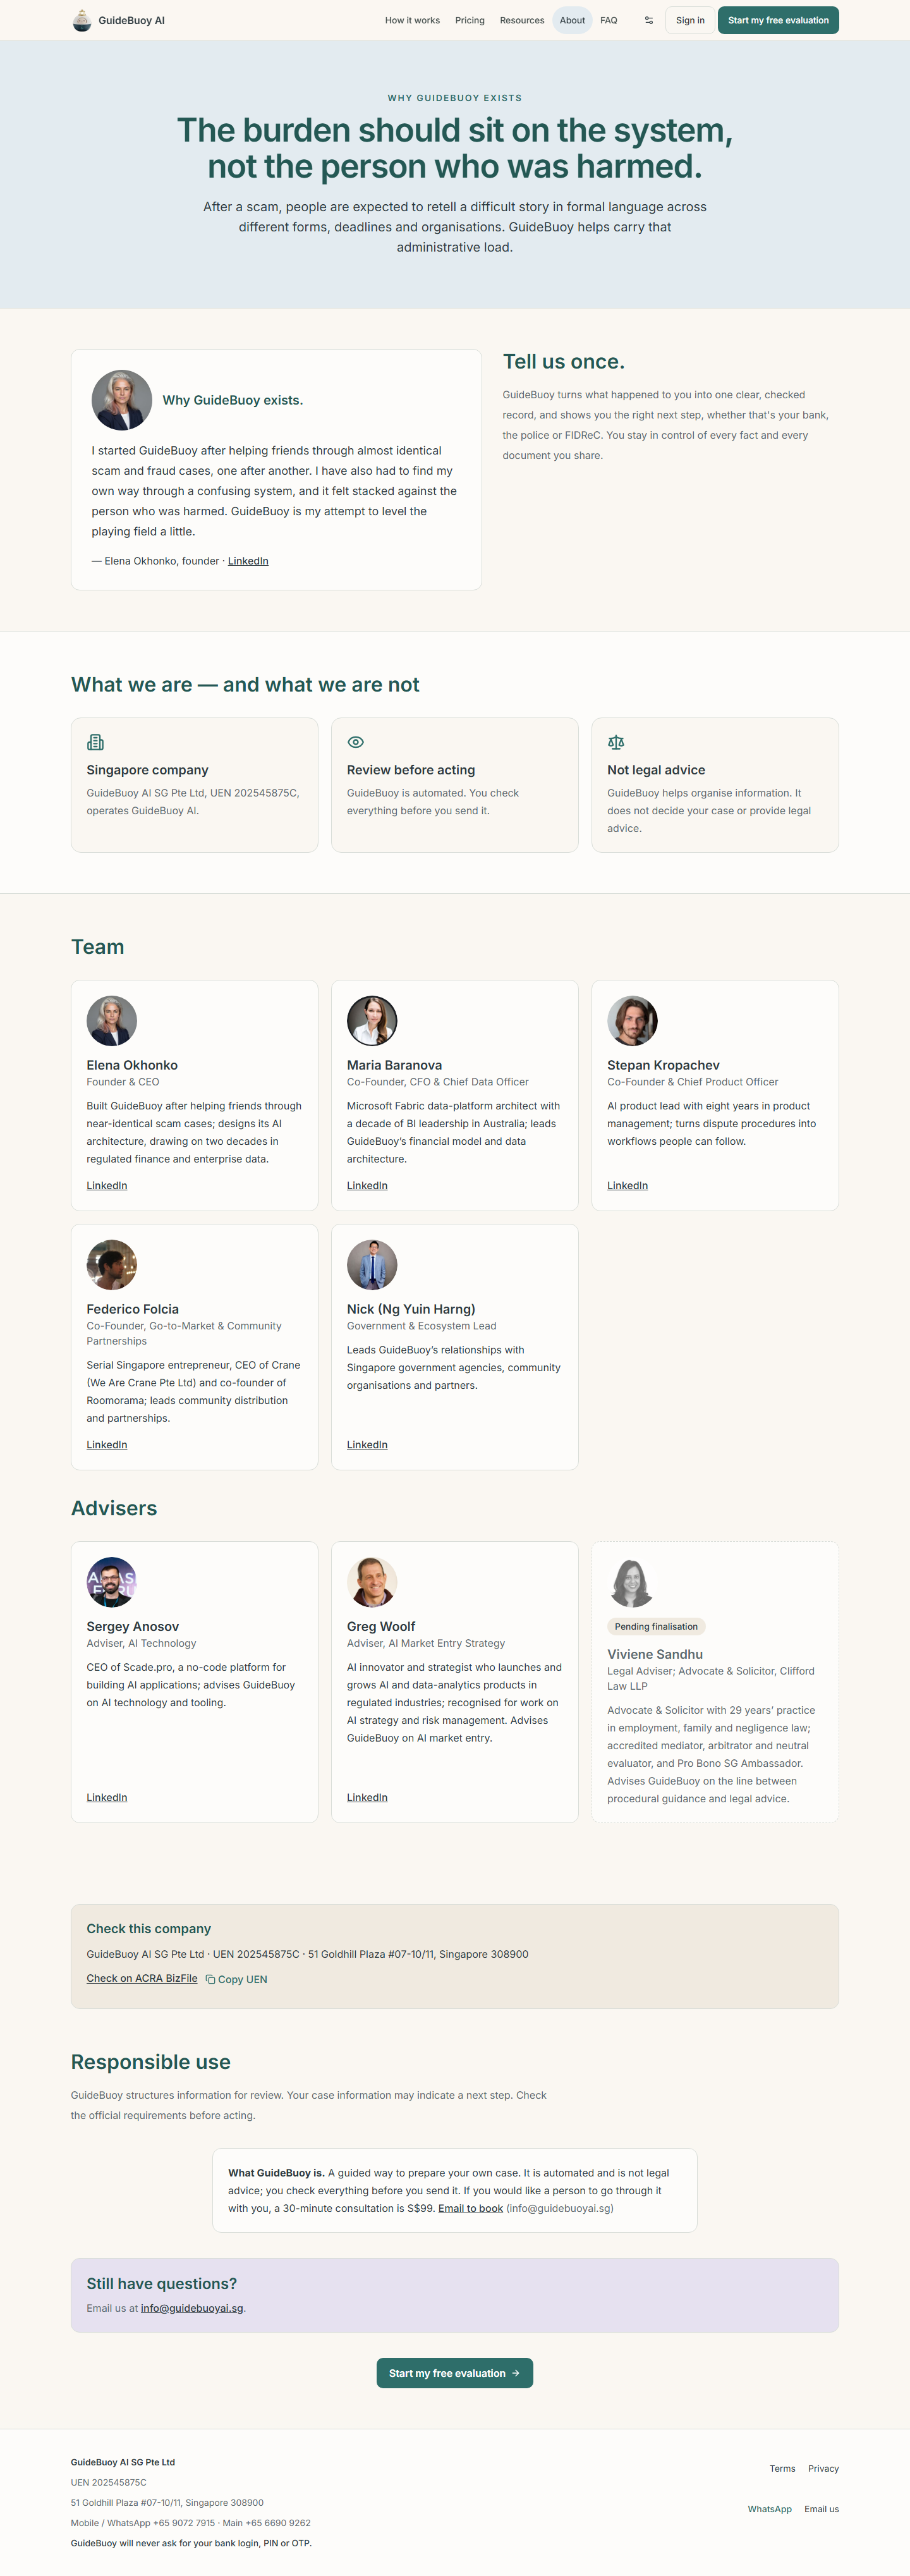 GuideBuoy AI
How it works
Pricing
Resources
About
FAQ
Sign in
Start my free evaluation
WHY GUIDEBUOY EXISTS
The burden should sit on the system,
not the person who was harmed.
After a scam, people are expected to retell a difficult story in formal language across
different forms, deadlines and organisations. GuideBuoy helps carry that
administrative load.
Why GuideBuoy exists.
I started GuideBuoy after helping friends through almost identical
scam and fraud cases, one after another. I have also had to find my
own way through a confusing system, and it felt stacked against the
person who was harmed. GuideBuoy is my attempt to level the
playing field a little.
— Elena Okhonko, founder · LinkedIn
Tell us once.
GuideBuoy turns what happened to you into one clear, checked
record, and shows you the right next step, whether that's your bank,
the police or FIDReC. You stay in control of every fact and every
document you share.
What we are — and what we are not
Singapore company
GuideBuoy AI SG Pte Ltd, UEN 202545875C,
operates GuideBuoy AI.
Review before acting
GuideBuoy is automated. You check
everything before you send it.
Not legal advice
GuideBuoy helps organise information. It
does not decide your case or provide legal
advice.
Team
Elena Okhonko
Founder & CEO
Built GuideBuoy after helping friends through
near-identical scam cases; designs its AI
architecture, drawing on two decades in
regulated finance and enterprise data.
LinkedIn
Maria Baranova
Co-Founder, CFO & Chief Data Officer
Microsoft Fabric data-platform architect with
a decade of BI leadership in Australia; leads
GuideBuoy’s financial model and data
architecture.
LinkedIn
Stepan Kropachev
Co-Founder & Chief Product Officer
AI product lead with eight years in product
management; turns dispute procedures into
workflows people can follow.
LinkedIn
Federico Folcia
Co-Founder, Go-to-Market & Community
Partnerships
Serial Singapore entrepreneur, CEO of Crane
(We Are Crane Pte Ltd) and co-founder of
Roomorama; leads community distribution
and partnerships.
LinkedIn
Nick (Ng Yuin Harng)
Government & Ecosystem Lead
Leads GuideBuoy’s relationships with
Singapore government agencies, community
organisations and partners.
LinkedIn
Advisers
Sergey Anosov
Adviser, AI Technology
CEO of Scade.pro, a no-code platform for
building AI applications; advises GuideBuoy
on AI technology and tooling.
LinkedIn
Greg Woolf
Adviser, AI Market Entry Strategy
AI innovator and strategist who launches and
grows AI and data-analytics products in
regulated industries; recognised for work on
AI strategy and risk management. Advises
GuideBuoy on AI market entry.
LinkedIn
Pending finalisation
Viviene Sandhu
Legal Adviser; Advocate & Solicitor, Clifford
Law LLP
Advocate & Solicitor with 29 years’ practice
in employment, family and negligence law;
accredited mediator, arbitrator and neutral
evaluator, and Pro Bono SG Ambassador.
Advises GuideBuoy on the line between
procedural guidance and legal advice.
Check this company
GuideBuoy AI SG Pte Ltd · UEN 202545875C · 51 Goldhill Plaza #07-10/11, Singapore 308900
Check on ACRA BizFile
Copy UEN
Responsible use
GuideBuoy structures information for review. Your case information may indicate a next step. Check
the official requirements before acting.
What GuideBuoy is. A guided way to prepare your own case. It is automated and is not legal
advice; you check everything before you send it. If you would like a person to go through it
with you, a 30-minute consultation is S$99. Email to book (info@guidebuoyai.sg)
Still have questions?
Email us at info@guidebuoyai.sg.
Start my free evaluation
GuideBuoy AI SG Pte Ltd
UEN 202545875C
51 Goldhill Plaza #07-10/11, Singapore 308900
Mobile / WhatsApp +65 9072 7915 · Main +65 6690 9262
GuideBuoy will never ask for your bank login, PIN or OTP.
Terms
Privacy
WhatsApp
Email us